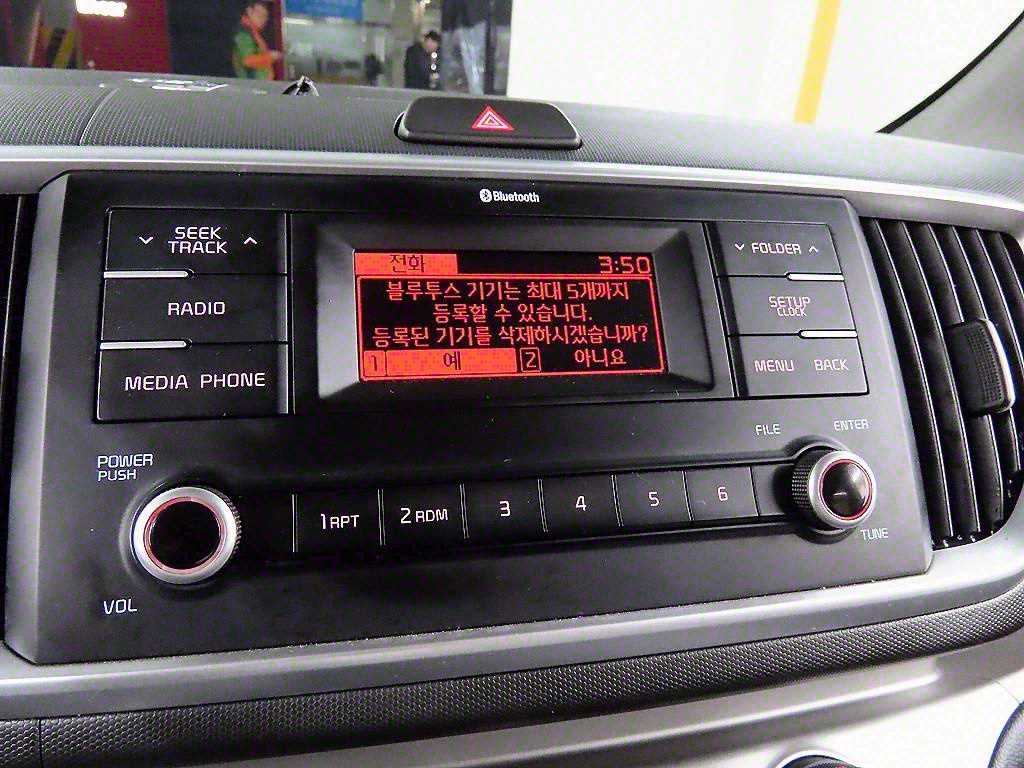 Bluetooth
SEEK
TRACK
RADIO
MEDIA PHONE
전화 3:50
블루투스 기기는 최대 5개까지
등록할 수 있습니다.
등록된 기기를 삭제하시겠습니까?
1 예 2 아니요
FOLDER
SETUP
CLOCK
MENU BACK
POWER
PUSH
VOL
1 RPT 2 RDM 3 4 5 6
FILE ENTER
TUNE